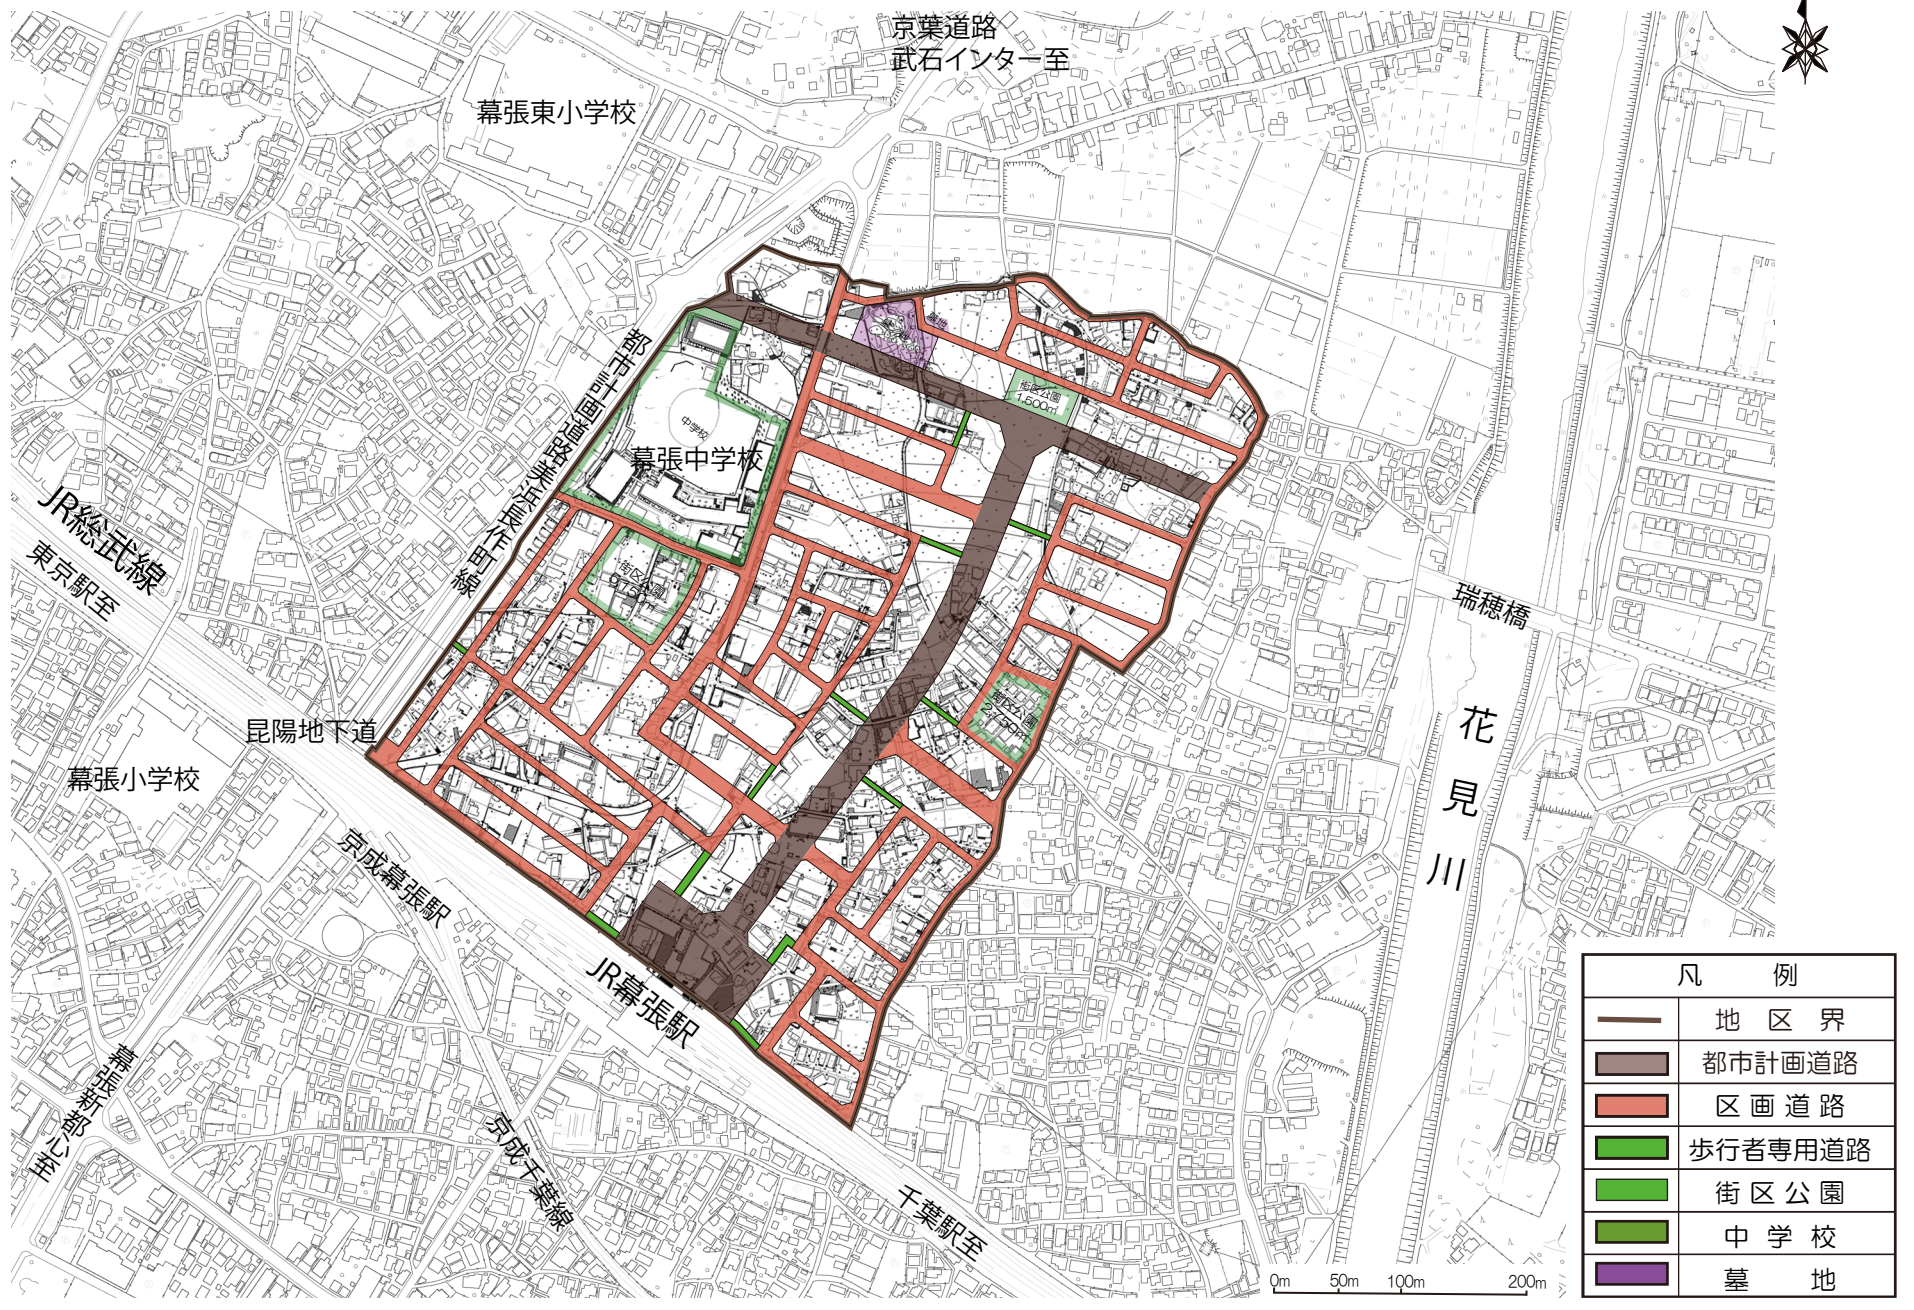 京葉道路
武石インター至
幕張東小学校
都市計画道路美浜長作町線
墓地
街区公園
1,600㎡
中学校
幕張中学校
JR総武線
東京駅至
街区公園
瑞穂橋
街区公園
昆陽地下道
幕張小学校
花見川
京成幕張駅
JR幕張駅
幕張新都心至
京成千葉線
千葉駅至
凡 例
地 区 界
都市計画道路
区 画 道 路
歩行者専用道路
街 区 公 園
中 学 校
墓 地
0m 50m 100m 200m